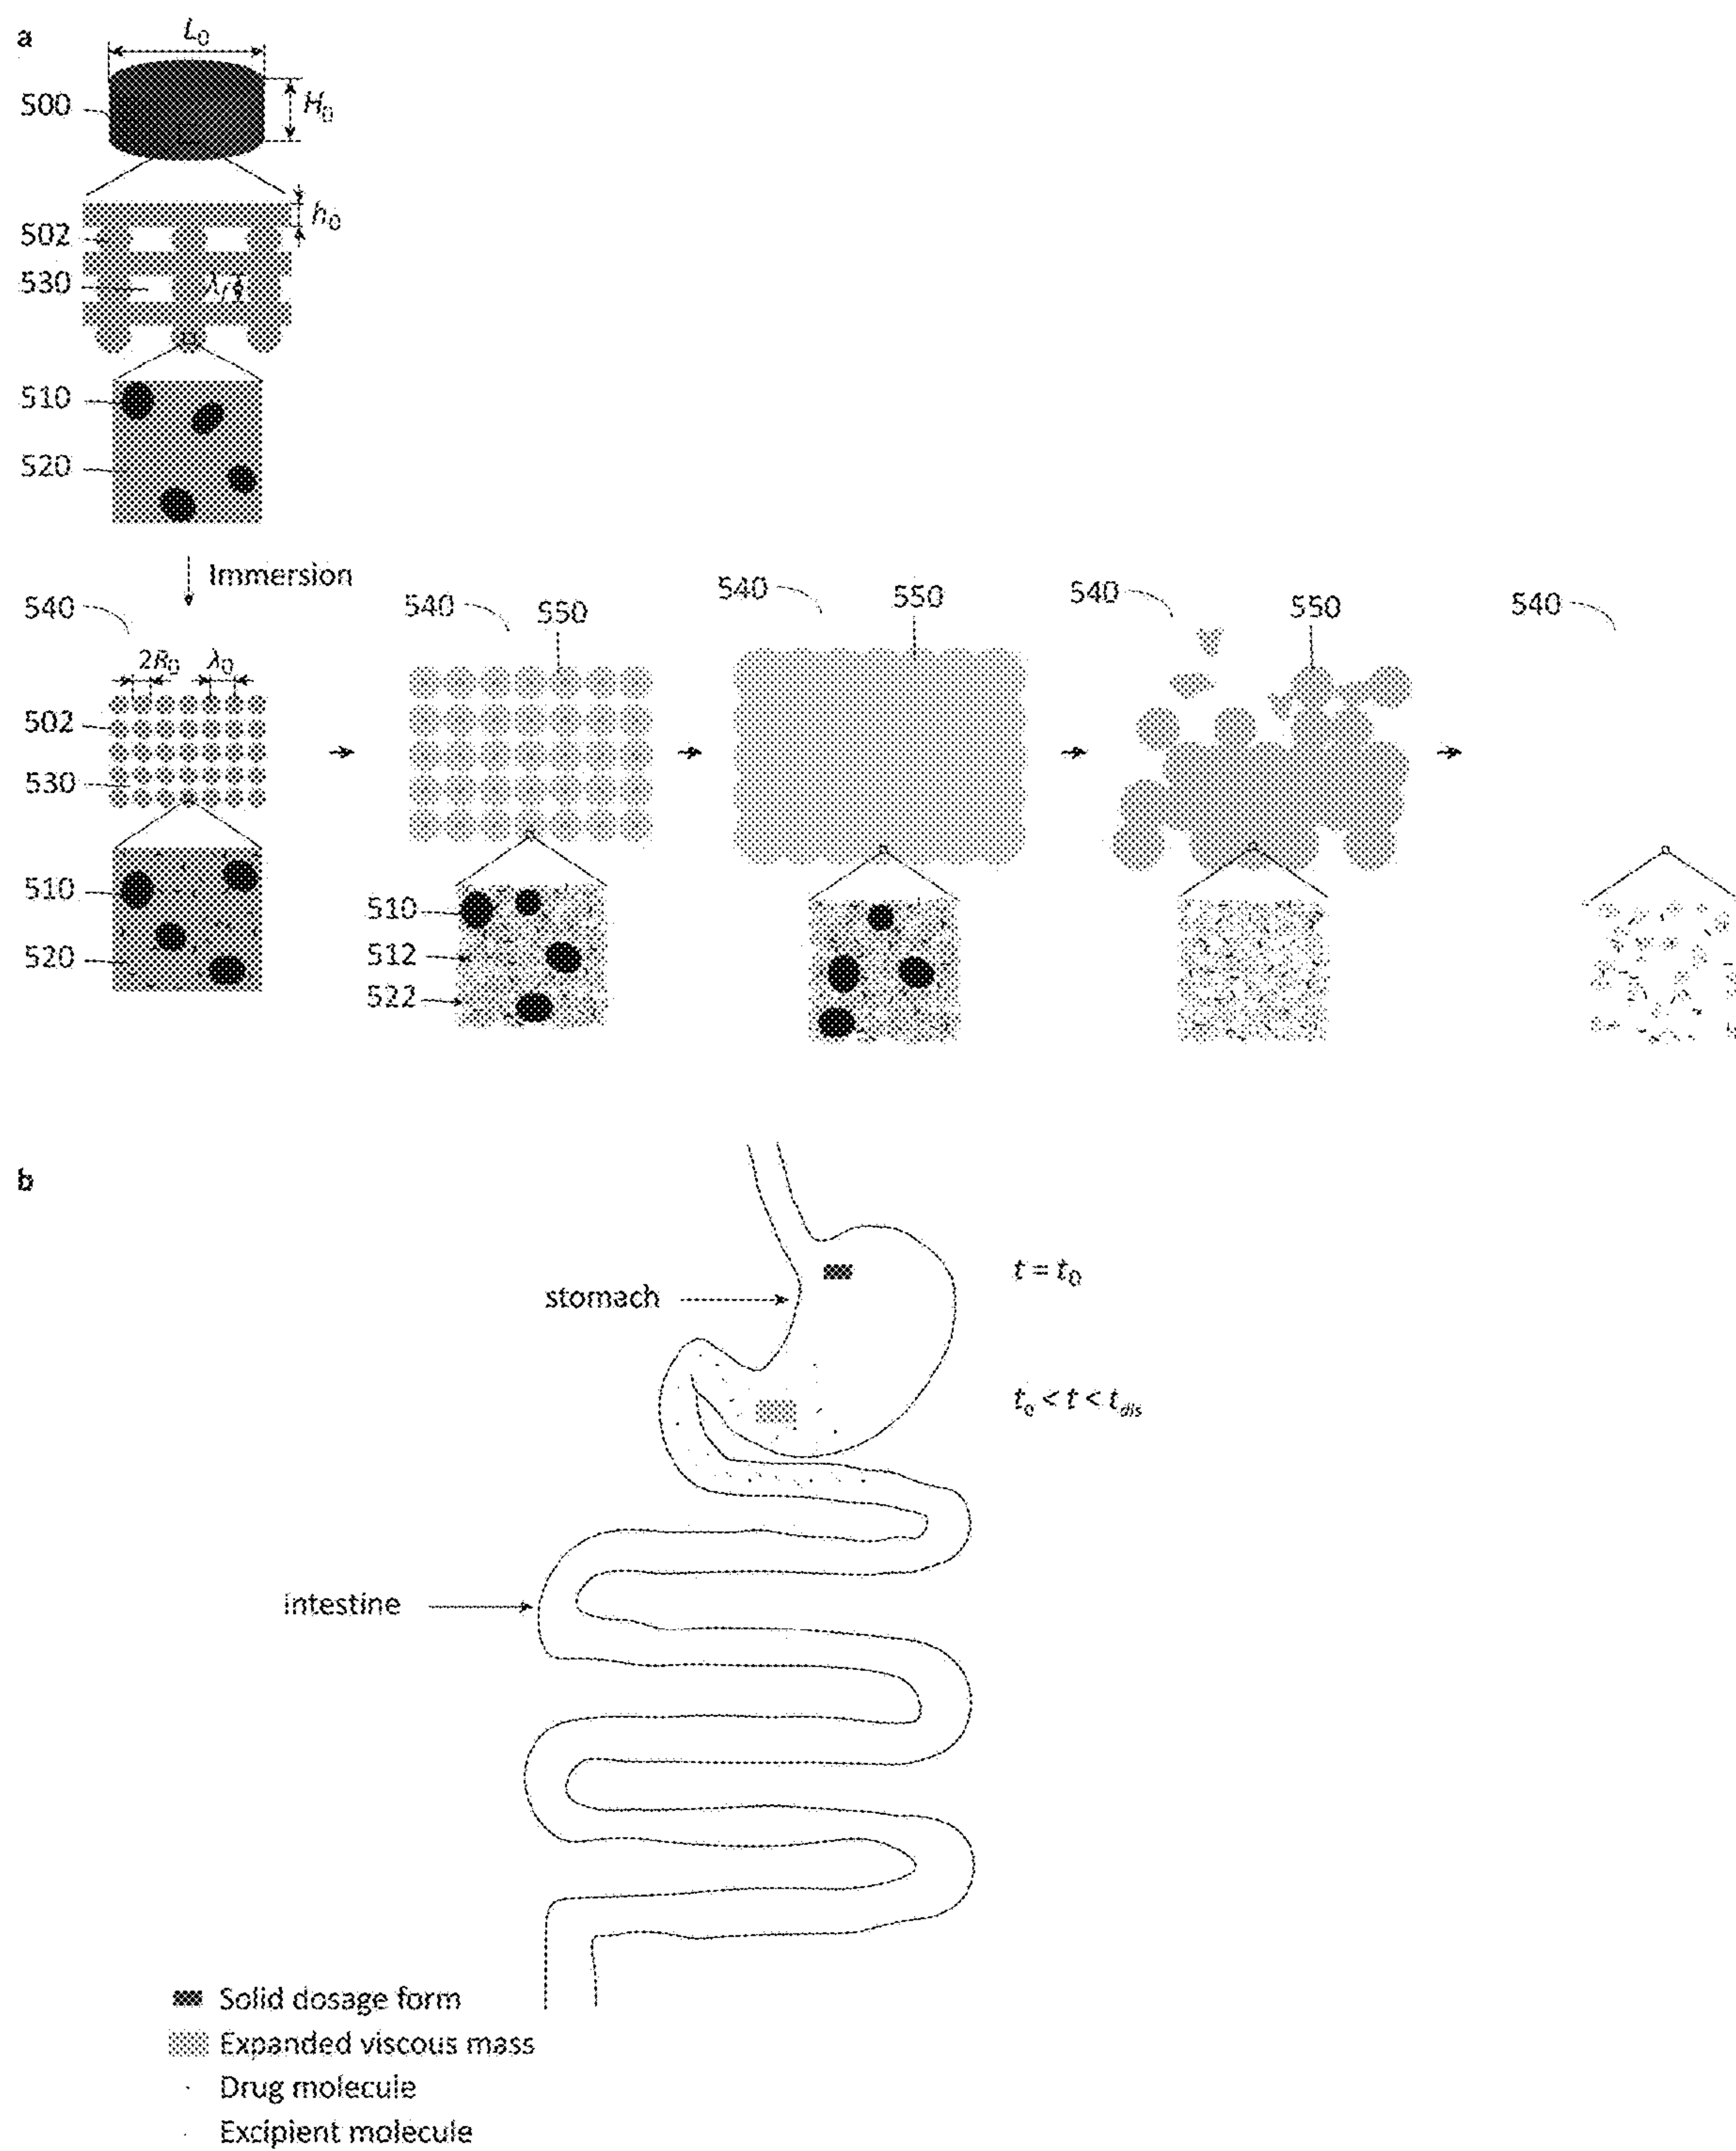 a
L0
500
H0
h0
502
530
λf
510
520
Immersion
540
540
550
540
550
540
550
540
2R0
λ0
502
530
510
520
510
512
522
b
t = t0
stomach
t0 < t < tdis
intestine
Solid dosage form
Expanded viscous mass
Drug molecule
Excipient molecule